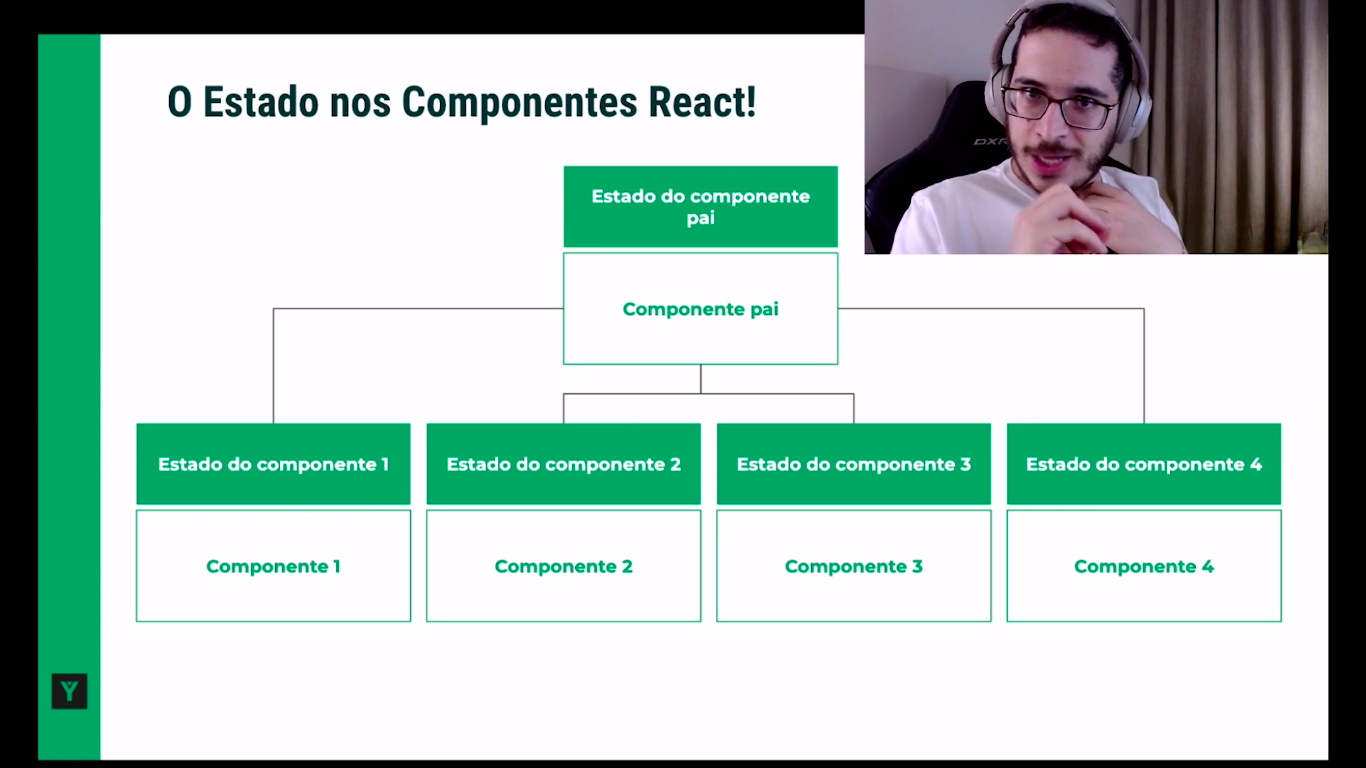 O Estado nos Componentes React!
DXR
Estado do componente
pai
Componente pai
Estado do componente 1
Estado do componente 2
Estado do componente 3
Estado do componente 4
Componente 1
Componente 2
Componente 3
Componente 4
Y